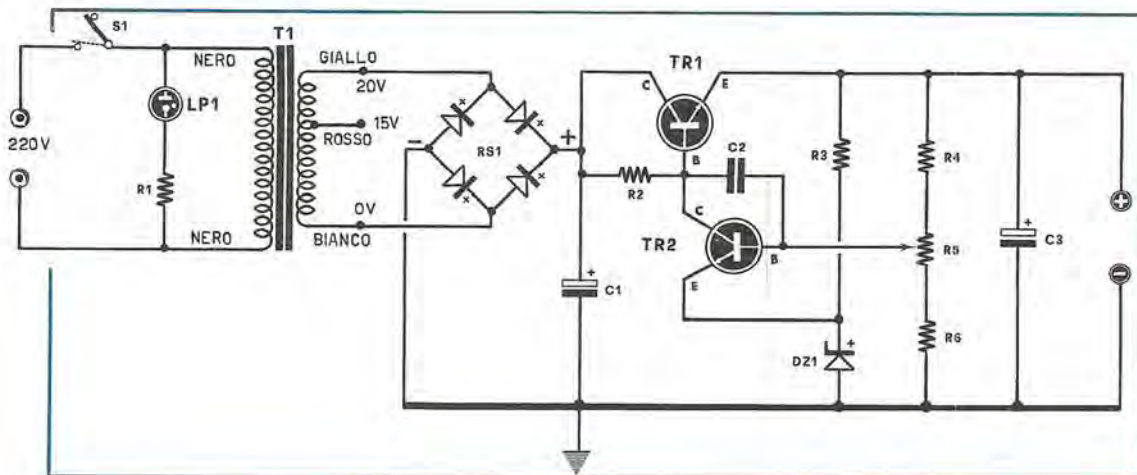 S1
T1
NERO
GIALLO
20V
TR1
C
E
LP1
15V
ROSSO
+
-
RS1
220V
C2
R3
R4
B
R1
R2
C
TR2
B
R5
C3
+
0V
E
C1
NERO
BIANCO
R6
DZ1
+
-